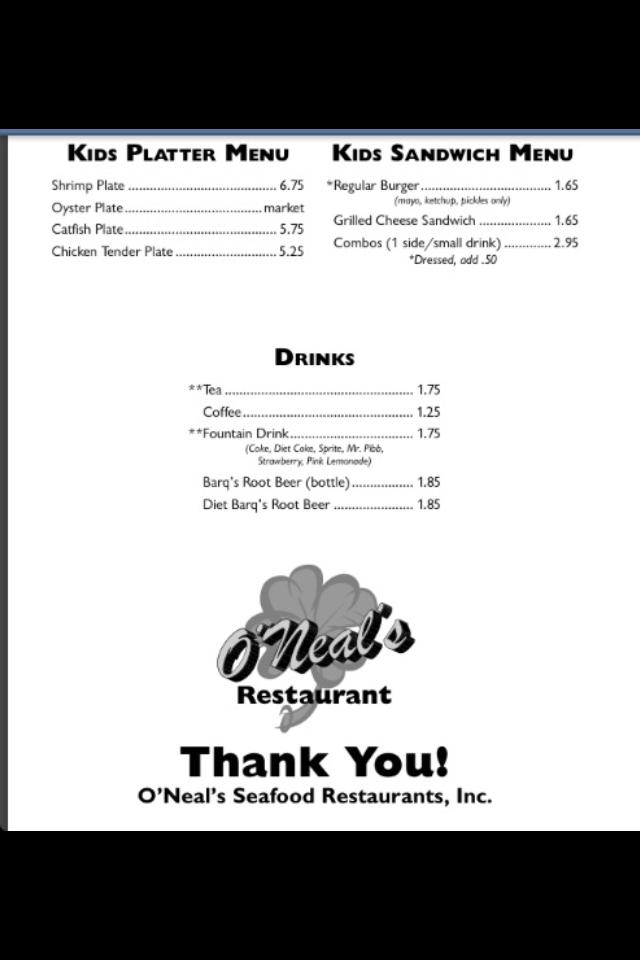 KIDS PLATTER MENU
Shrimp Plate ......................................... 6.75
Oyster Plate...................................... market
Catfish Plate.......................................... 5.75
Chicken Tender Plate ............................ 5.25
KIDS SANDWICH MENU
*Regular Burger.................................... 1.65
(mayo, ketchup, pickles only)
Grilled Cheese Sandwich .................... 1.65
Combos (1 side/small drink) ............. 2.95
*Dressed, add .50
DRINKS
**Tea .................................................... 1.75
Coffee............................................... 1.25
**Fountain Drink.................................. 1.75
(Coke, Diet Coke, Sprite, Mr. Pibb,
Strawberry, Pink Lemonade)
Barq's Root Beer (bottle)................. 1.85
Diet Barq's Root Beer ...................... 1.85
O'Neal's
Restaurant
Thank You!
O'Neal's Seafood Restaurants, Inc.